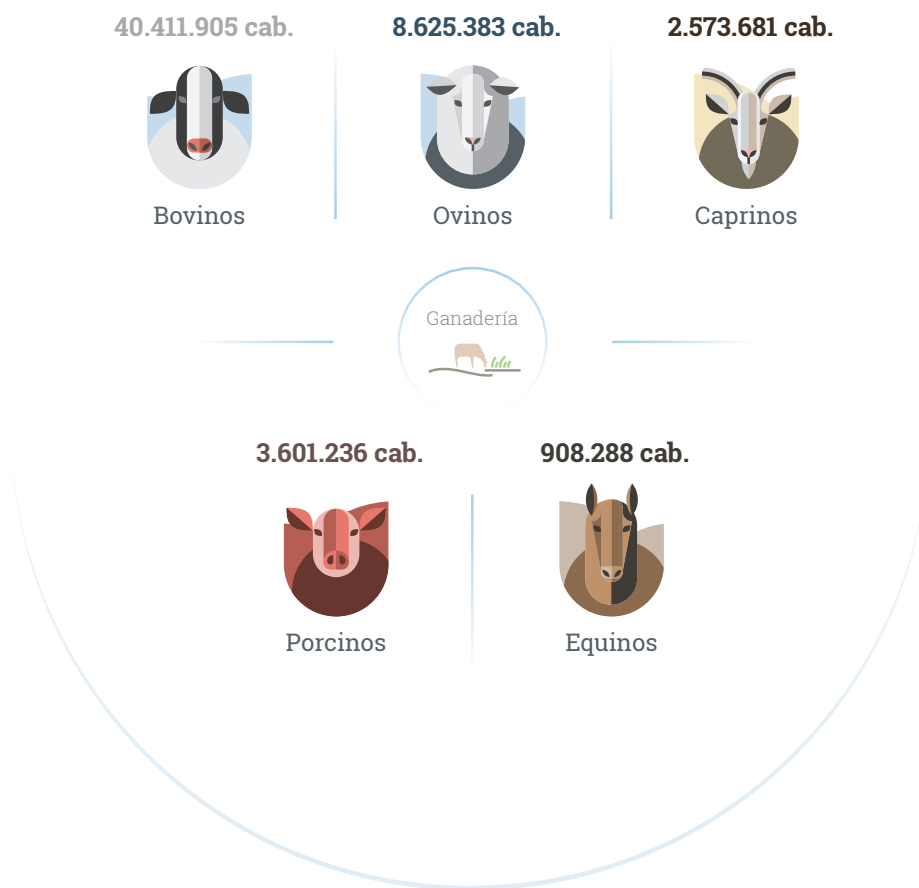 40.411.905 cab.
8.625.383 cab.
2.573.681 cab.
Bovinos
Ovinos
Caprinos
Ganadería
3.601.236 cab.
908.288 cab.
Porcinos
Equinos